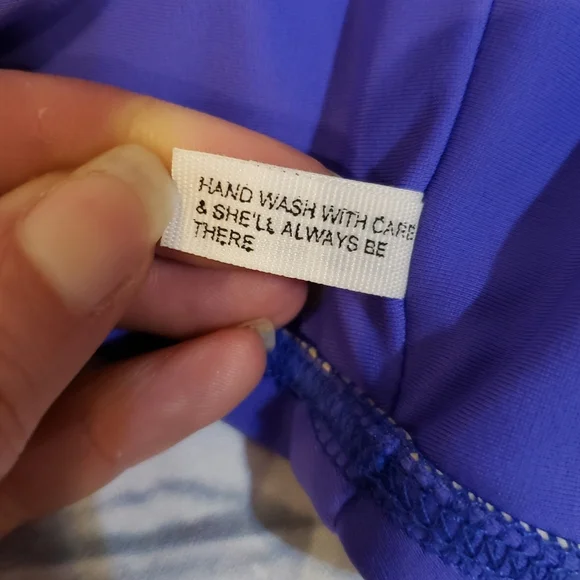 HAND WASH WITH CARE
& SHE'LL ALWAYS BE
THERE